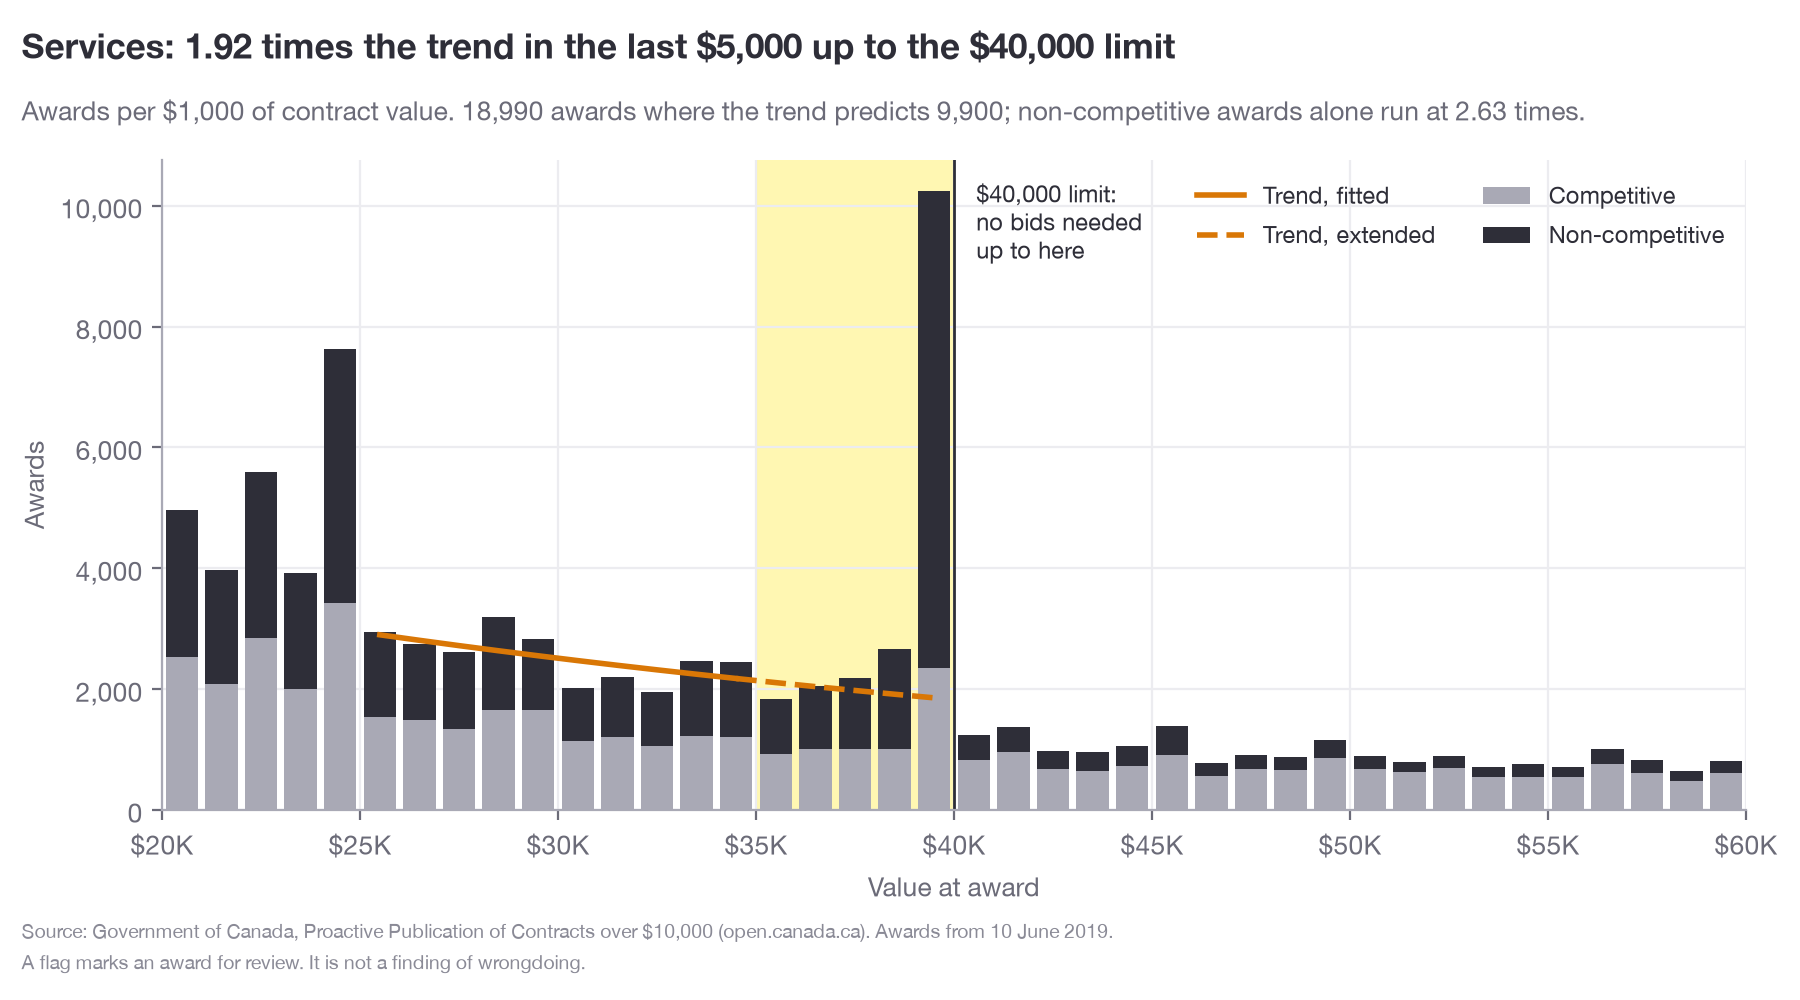 Services: 1.92 times the trend in the last $5,000 up to the $40,000 limit
Awards per $1,000 of contract value. 18,990 awards where the trend predicts 9,900; non-competitive awards alone run at 2.63 times.
$40,000 limit:
no bids needed
up to here
Trend, fitted
Trend, extended
Competitive
Non-competitive
Awards
10,000
8,000
6,000
4,000
2,000
0
$20K
$25K
$30K
$35K
$40K
$45K
$50K
$55K
$60K
Value at award
Source: Government of Canada, Proactive Publication of Contracts over $10,000 (open.canada.ca). Awards from 10 June 2019.
A flag marks an award for review. It is not a finding of wrongdoing.